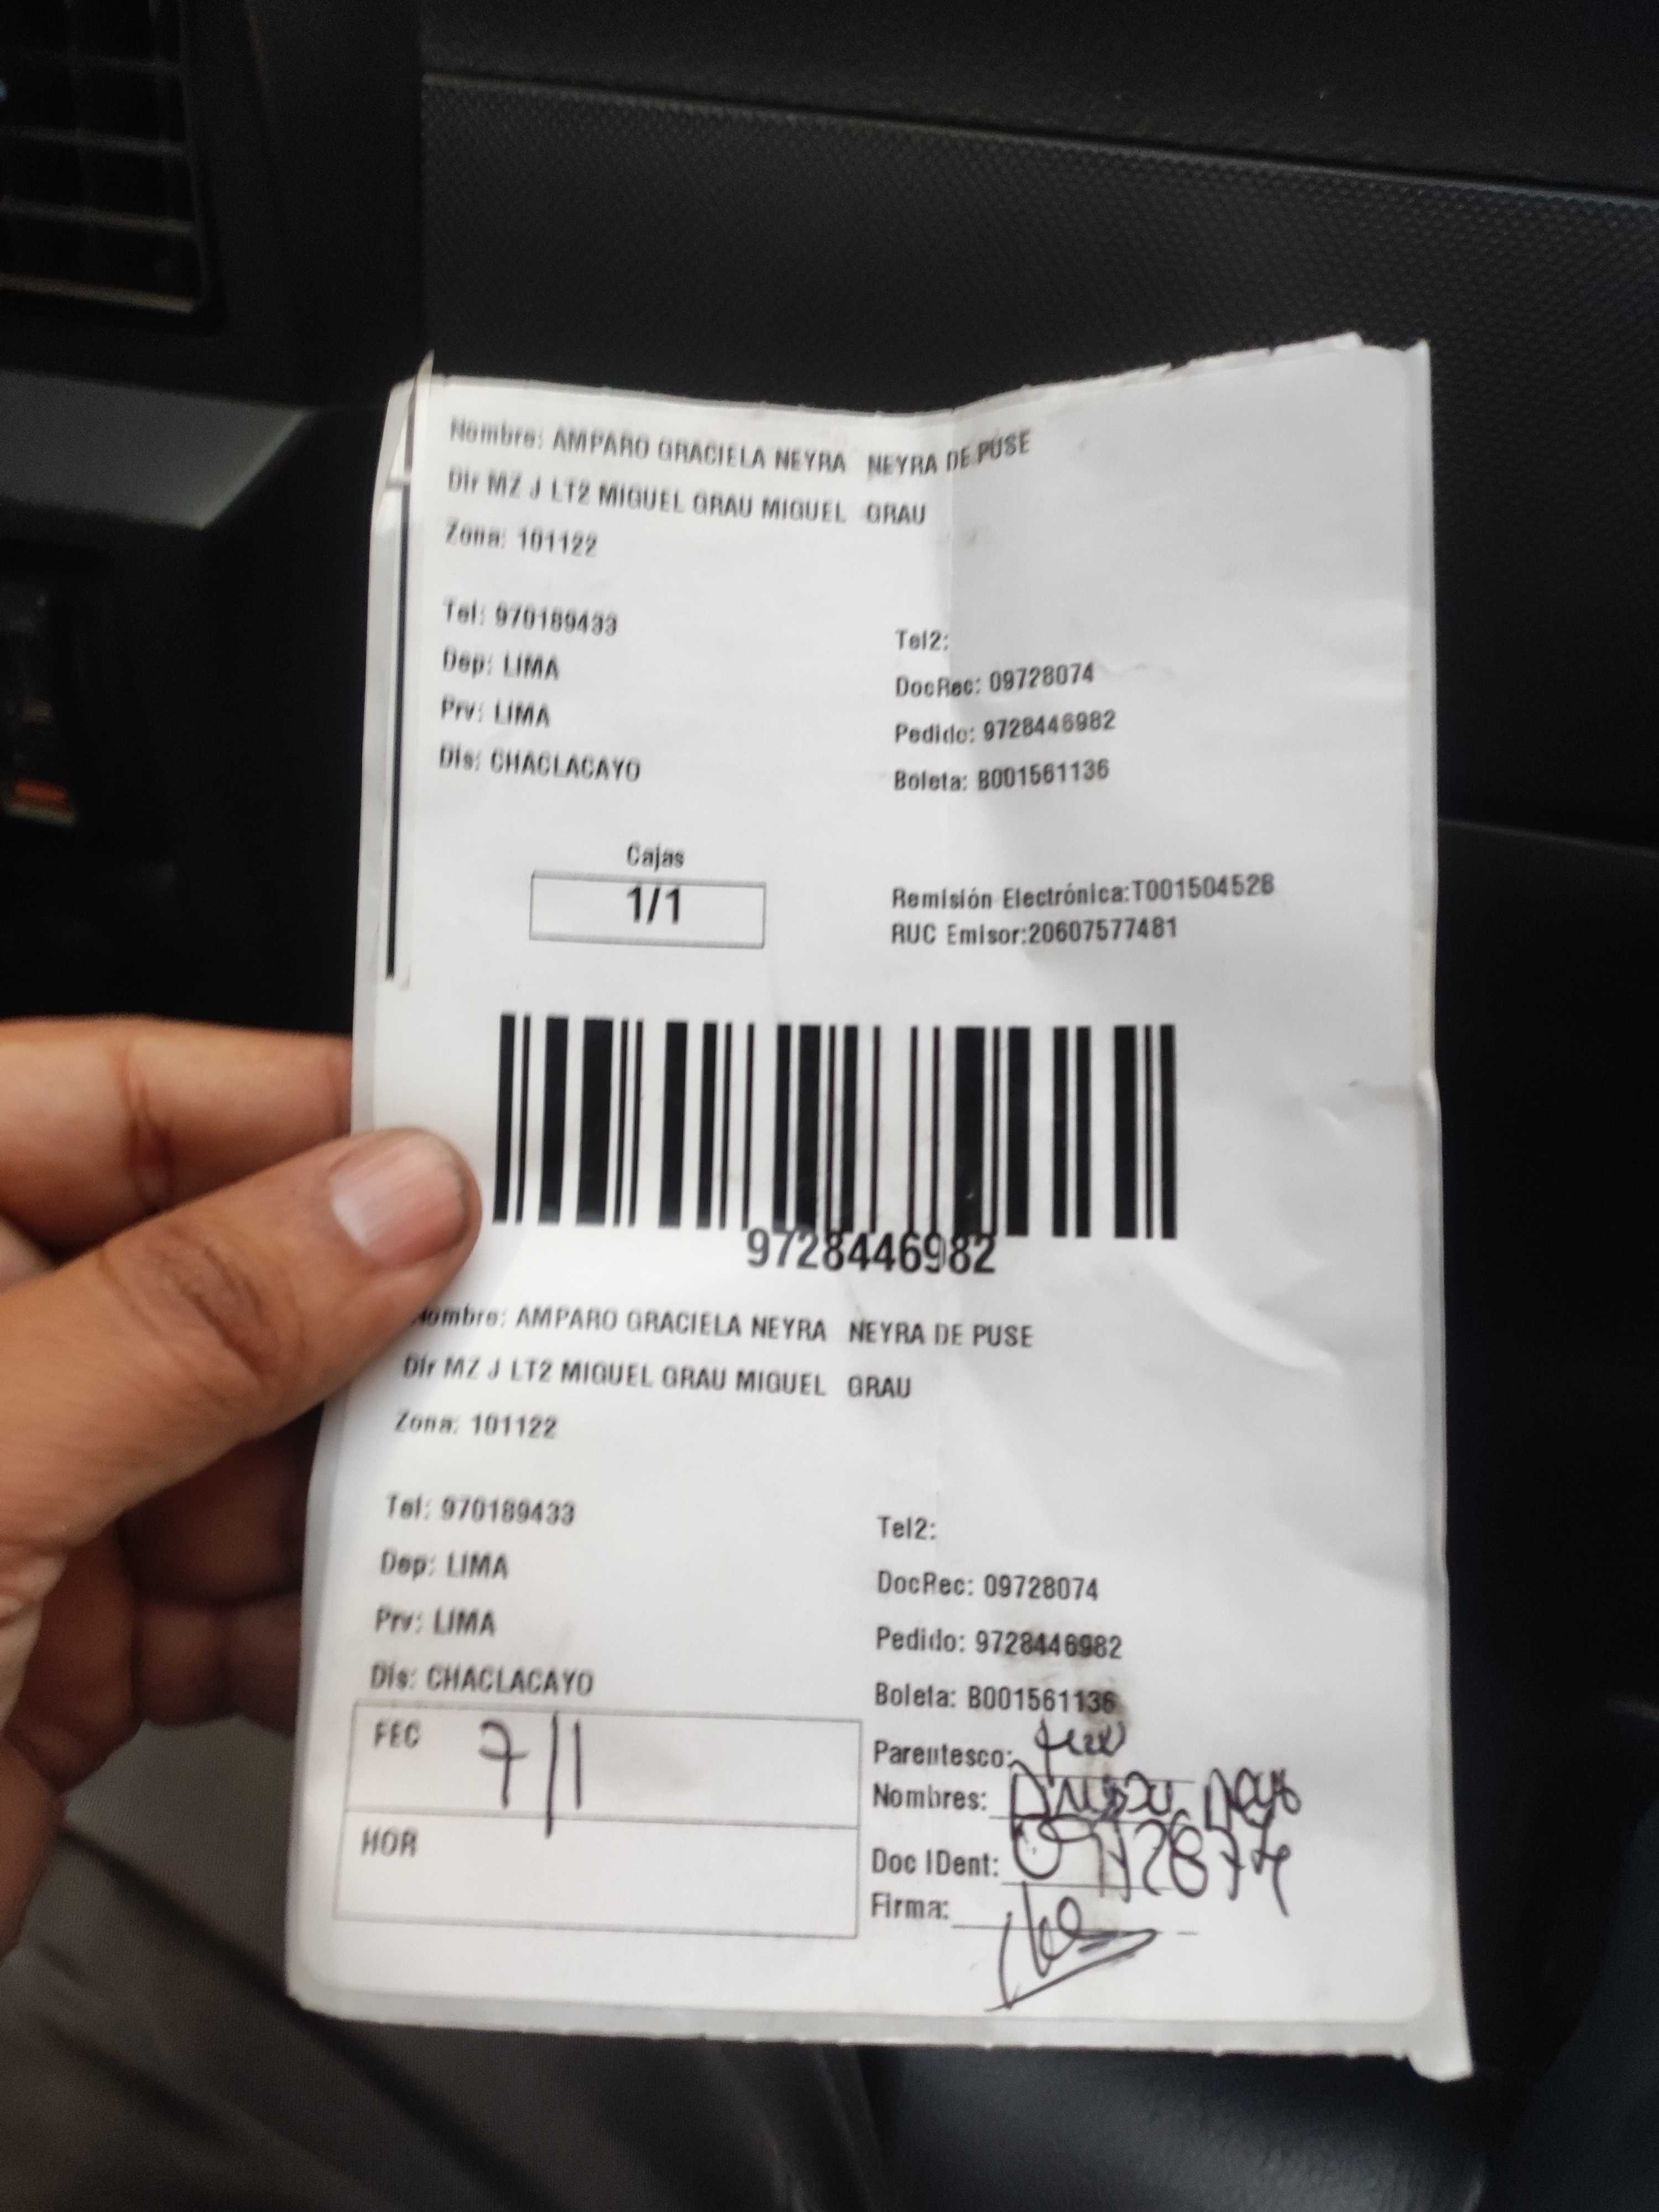 Nombre: AMPARO GRACIELA NEYRA NEYRA DE PUSE
Dir MZ J LT2 MIGUEL GRAU MIGUEL GRAU
Zona: 101122
Tel: 970189433
Tel2:
Dep: LIMA
DocRec: 09728074
Prv: LIMA
Pedido: 9728446982
Dis: CHACLACAYO
Boleta: B001561136
Cajas
1/1
Remisión Electrónica:T001504528
RUC Emisor:20607577481
9728446982
Nombre: AMPARO GRACIELA NEYRA NEYRA DE PUSE
Dir MZ J LT2 MIGUEL GRAU MIGUEL GRAU
Zona: 101122
Tel: 970189433
Tel2:
Dep: LIMA
DocRec: 09728074
Prv: LIMA
Pedido: 9728446982
Dis: CHACLACAYO
Boleta: B001561136
FEC 7/1
Parentesco:
Nombres:
HOR
Doc IDent:
Firma: